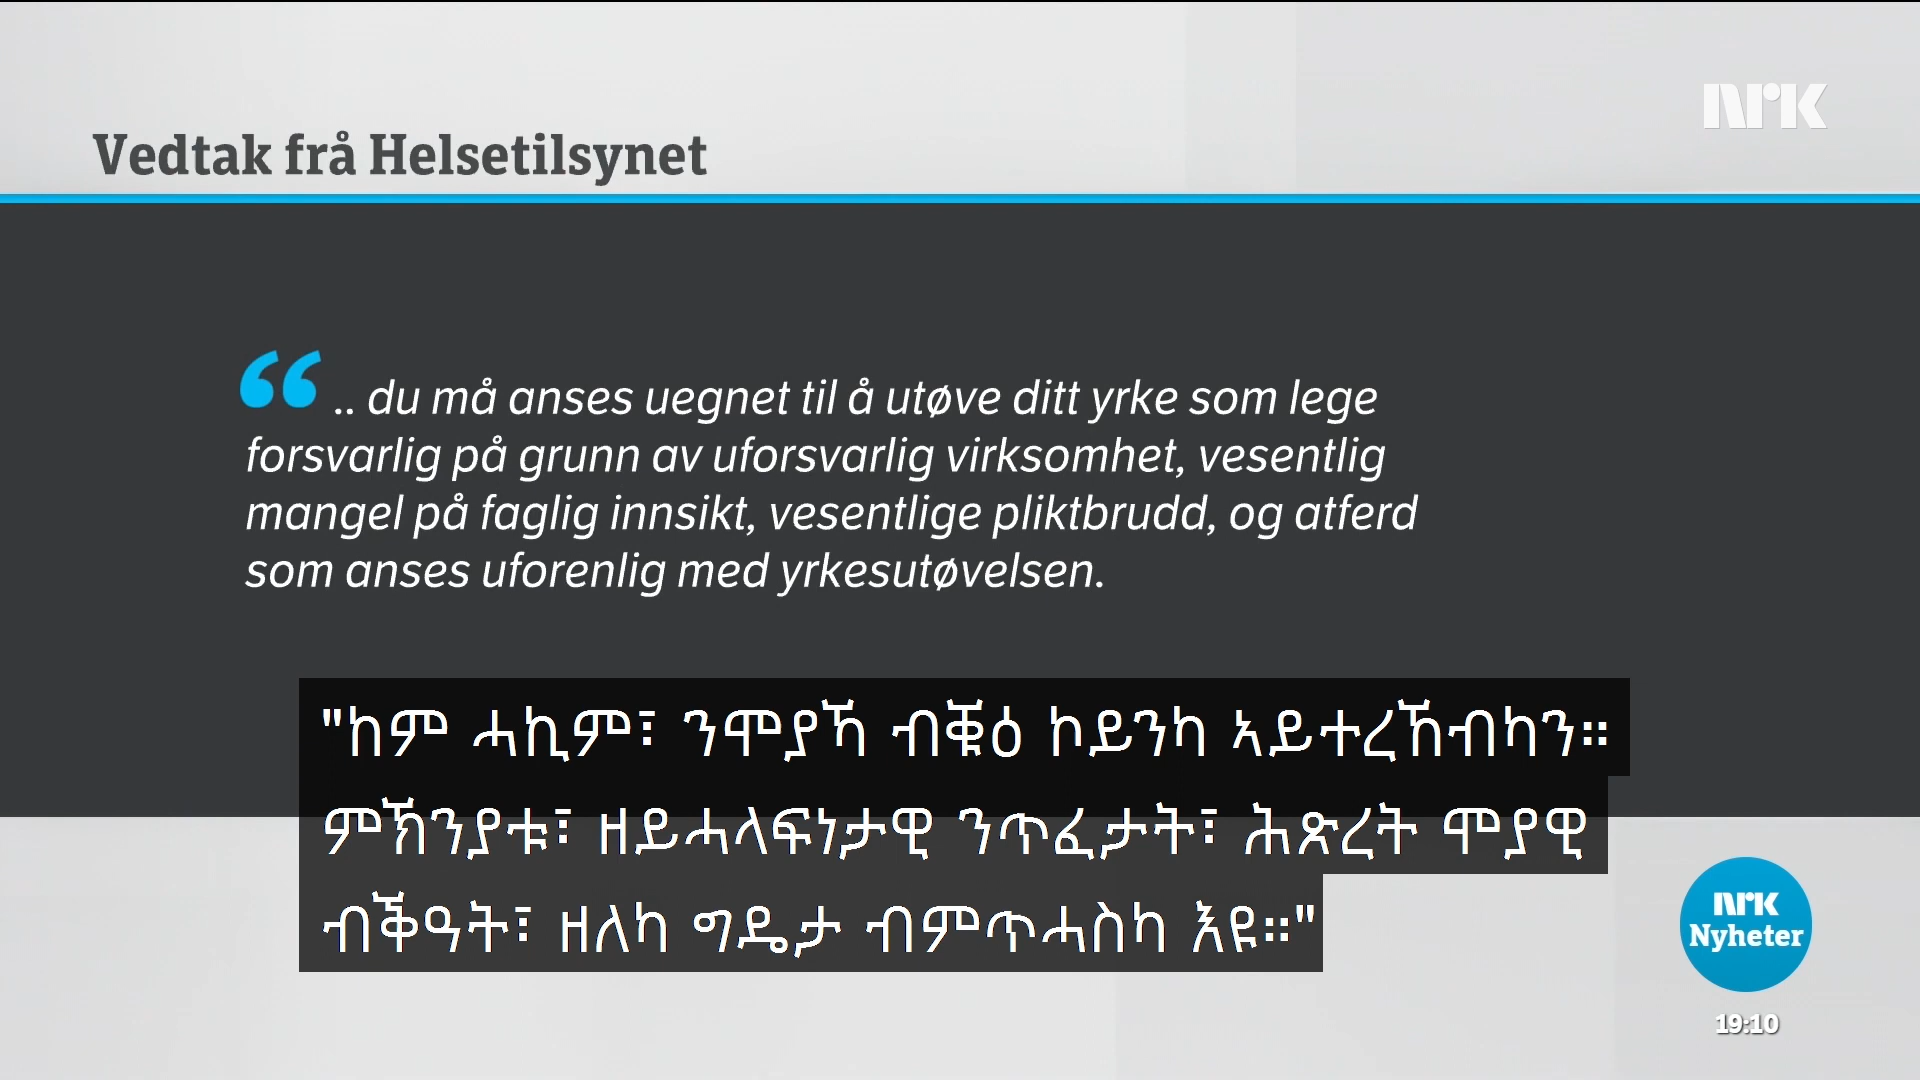 NRK
Vedtak frå Helsetilsynet
“ .. du må anses uegnet til å utøve ditt yrke som lege
forsvarlig på grunn av uforsvarlig virksomhet, vesentlig
mangel på faglig innsikt, vesentlige pliktbrudd, og atferd
som anses uforenlig med yrkesutøvelsen.
"ከም ሓኪም፣ ንሞያኻ ብቑዕ ኮይንካ ኣይተረኸብካን።
ምኽንያቱ፣ ዘይሓላፍነታዊ ንጥፈታት፣ ሕጽረት ሞያዊ
ብቕዓት፣ ዘለካ ግዴታ ብምጥሓስካ እዩ።"
NRK
Nyheter
19:10